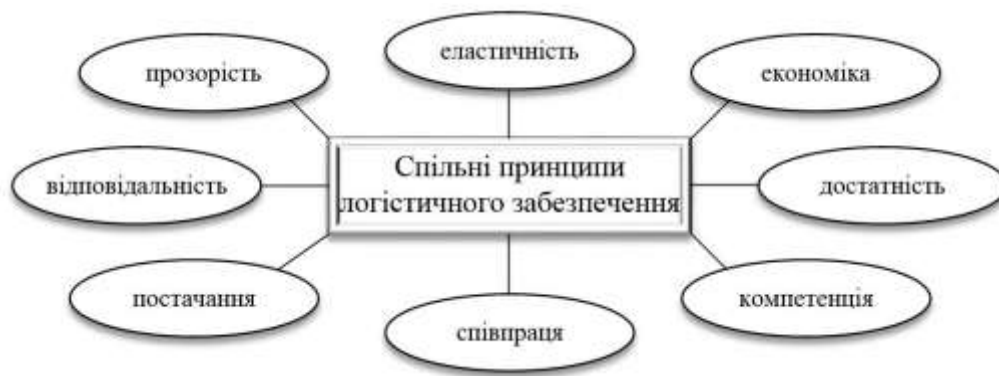 еластичність
прозорість
економіка
Спільні принципи
логістичного забезпечення
відповідальність
достатність
постачання
компетенція
співпраця